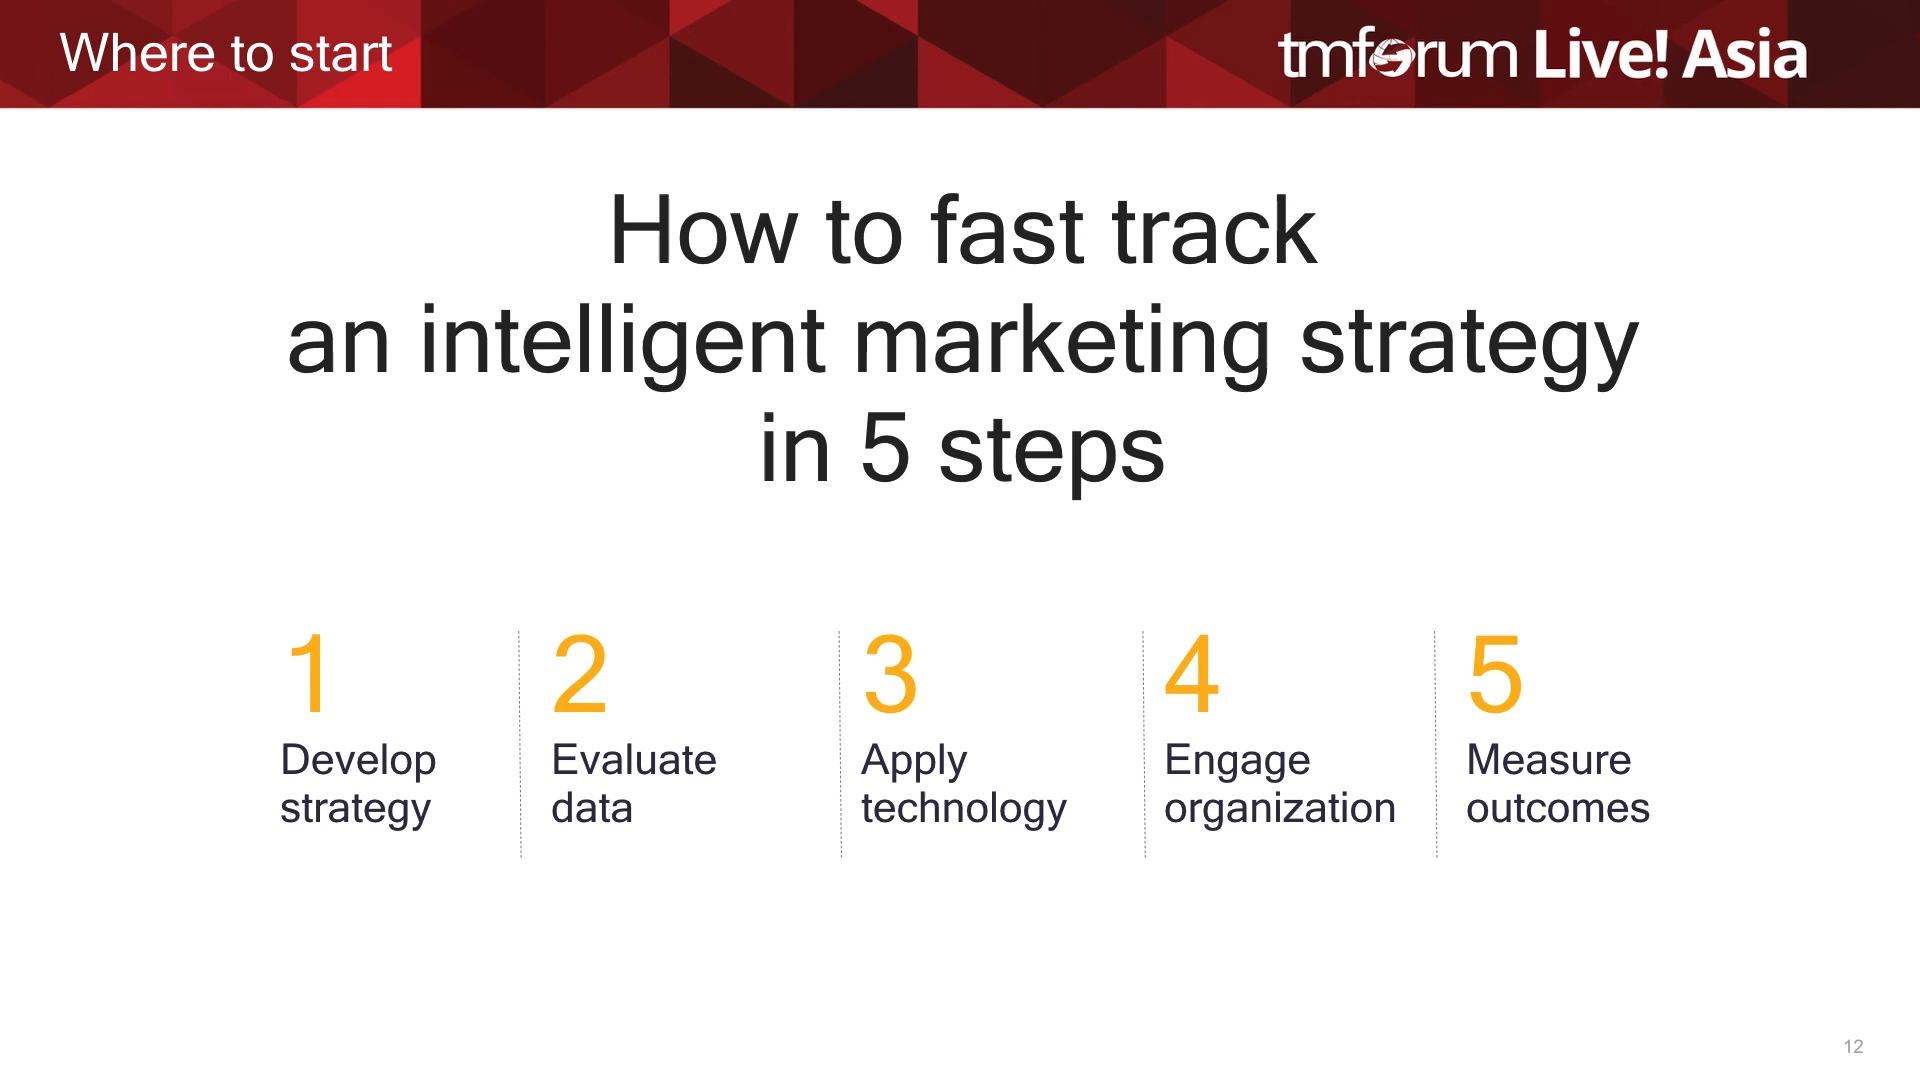 Where to start
tmforum Live! Asia
How to fast track
an intelligent marketing strategy
in 5 steps
1
Develop
strategy
2
Evaluate
data
3
Apply
technology
4
Engage
organization
5
Measure
outcomes
12